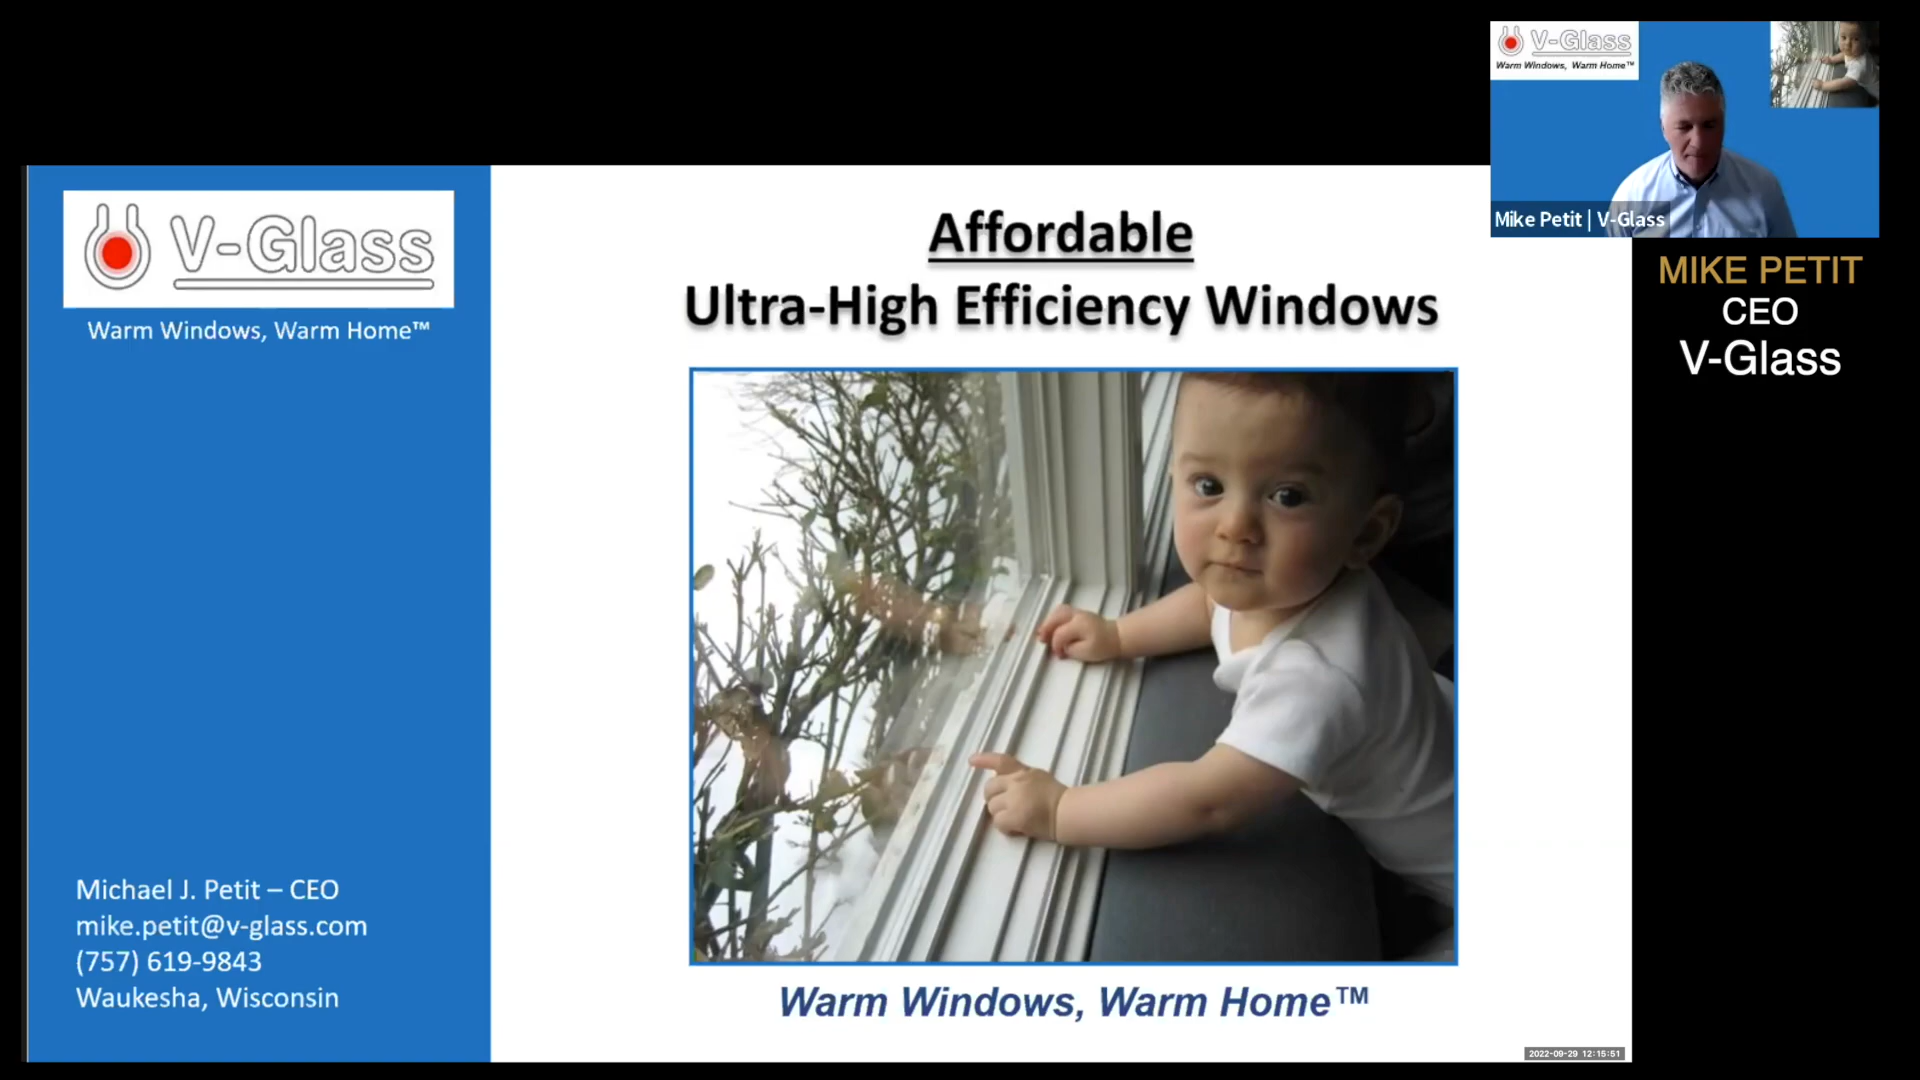 V-Glass
Warm Windows, Warm Home™
Michael J. Petit – CEO
mike.petit@v-glass.com
(757) 619-9843
Waukesha, Wisconsin
Affordable
Ultra-High Efficiency Windows
Warm Windows, Warm Home™
2022-09-29 12:15:51
V-Glass
Warm Windows, Warm Home™
Mike Petit | V-Glass
MIKE PETIT
CEO
V-Glass